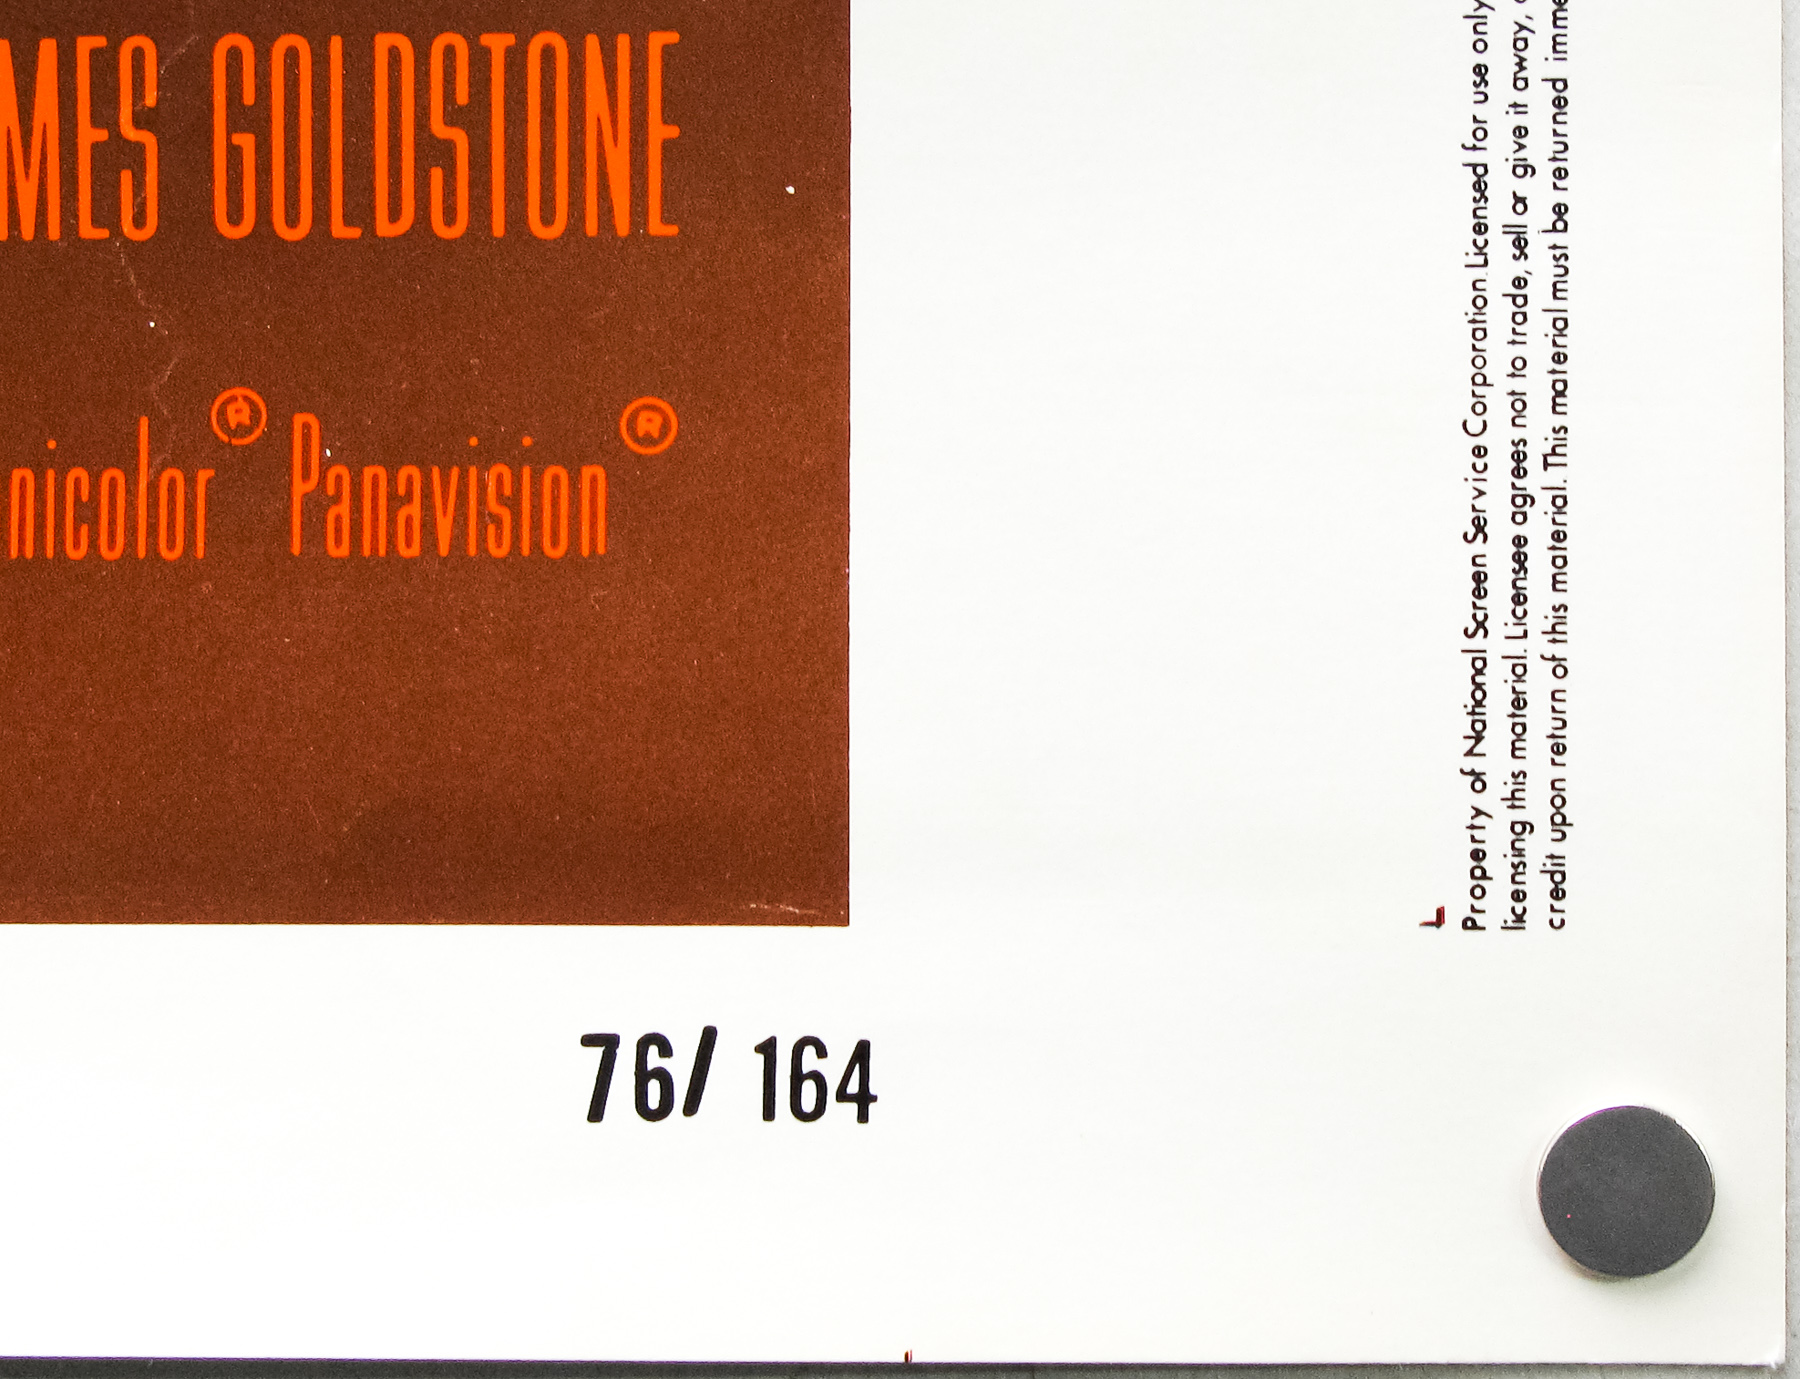 MES GOLDSTONE
nicolor® Panavision®
76/ 164
Property of National Screen Service Corporation. Licensed for use only
licensing this material. Licensee agrees not to trade, sell or give it away,
credit upon return of this material. This material must be returned imme